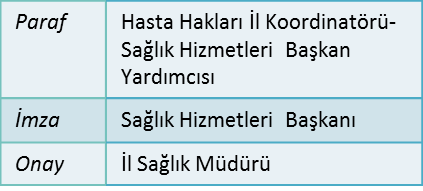 Paraf Hasta Hakları İl Koordinatörü-
Sağlık Hizmetleri Başkan
Yardımcısı
İmza Sağlık Hizmetleri Başkanı
Onay İl Sağlık Müdürü